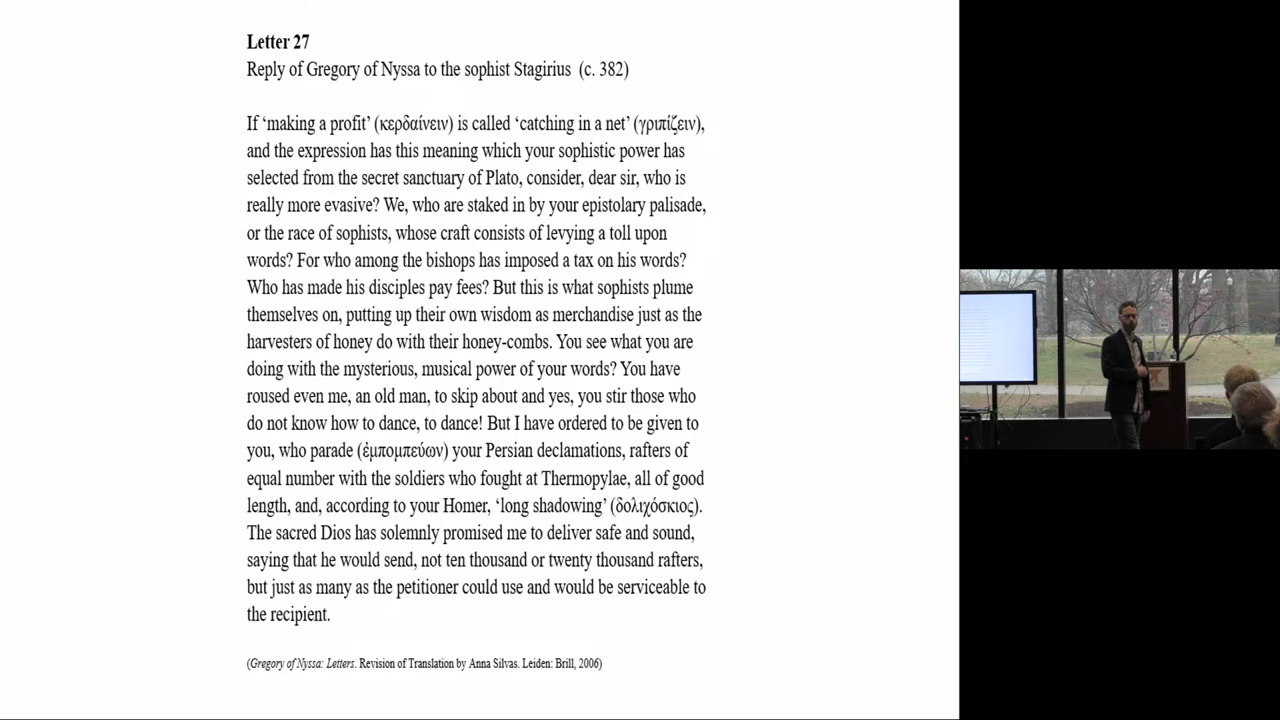 Letter 27
Reply of Gregory of Nyssa to the sophist Stagirius (c. 382)
If ‘making a profit’ (κερδαίνειν) is called ‘catching in a net’ (γριπίζειν),
and the expression has this meaning which your sophistic power has
selected from the secret sanctuary of Plato, consider, dear sir, who is
really more evasive? We, who are staked in by your epistolary palisade,
or the race of sophists, whose craft consists of levying a toll upon
words? For who among the bishops has imposed a tax on his words?
Who has made his disciples pay fees? But this is what sophists plume
themselves on, putting up their own wisdom as merchandise just as the
harvesters of honey do with their honey-combs. You see what you are
doing with the mysterious, musical power of your words? You have
roused even me, an old man, to skip about and yes, you stir those who
do not know how to dance, to dance! But I have ordered to be given to
you, who parade (ἐμπομπεύων) your Persian declamations, rafters of
equal number with the soldiers who fought at Thermopylae, all of good
length, and, according to your Homer, ‘long shadowing’ (δολιχόσκιος).
The sacred Dios has solemnly promised me to deliver safe and sound,
saying that he would send, not ten thousand or twenty thousand rafters,
but just as many as the petitioner could use and would be serviceable to
the recipient.
(Gregory of Nyssa: Letters. Revision of Translation by Anna Silvas. Leiden: Brill, 2006)